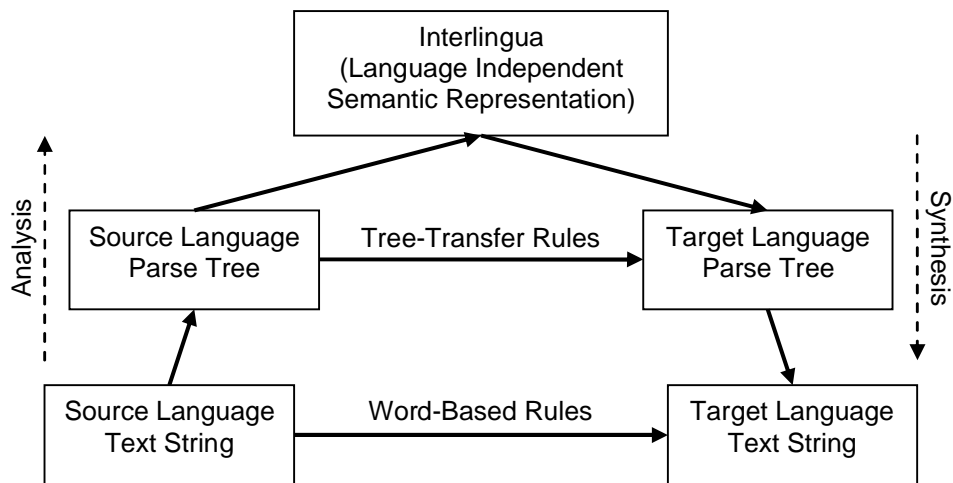 Interlingua
(Language Independent
Semantic Representation)
Analysis
Synthesis
Source Language
Parse Tree
Tree-Transfer Rules
Target Language
Parse Tree
Source Language
Text String
Word-Based Rules
Target Language
Text String